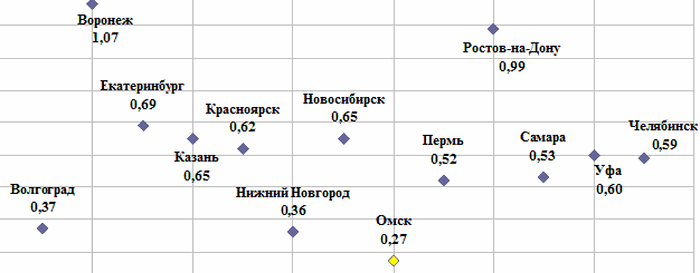 Воронеж
1,07
Ростов-на-Дону
0,99
Екатеринбург
0,69
Красноярск
0,62
Новосибирск
0,65
Челябинск
0,59
Пермь
0,52
Самара
0,53
Казань
0,65
Уфа
0,60
Волгоград
0,37
Нижний Новгород
0,36
Омск
0,27